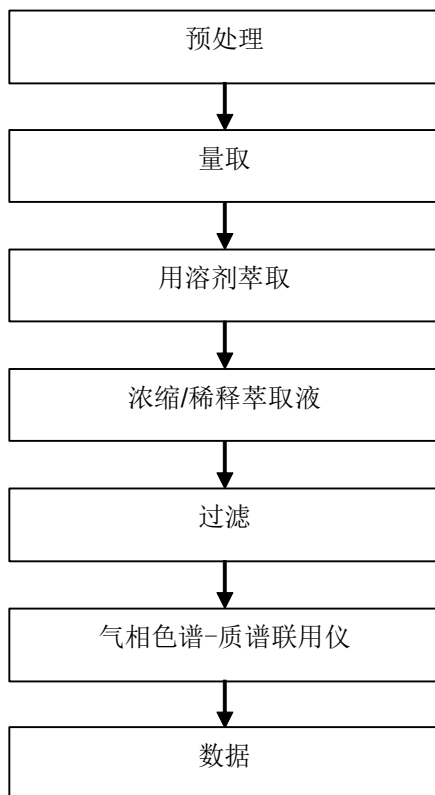 预处理
量取
用溶剂萃取
浓缩/稀释萃取液
过滤
气相色谱-质谱联用仪
数据